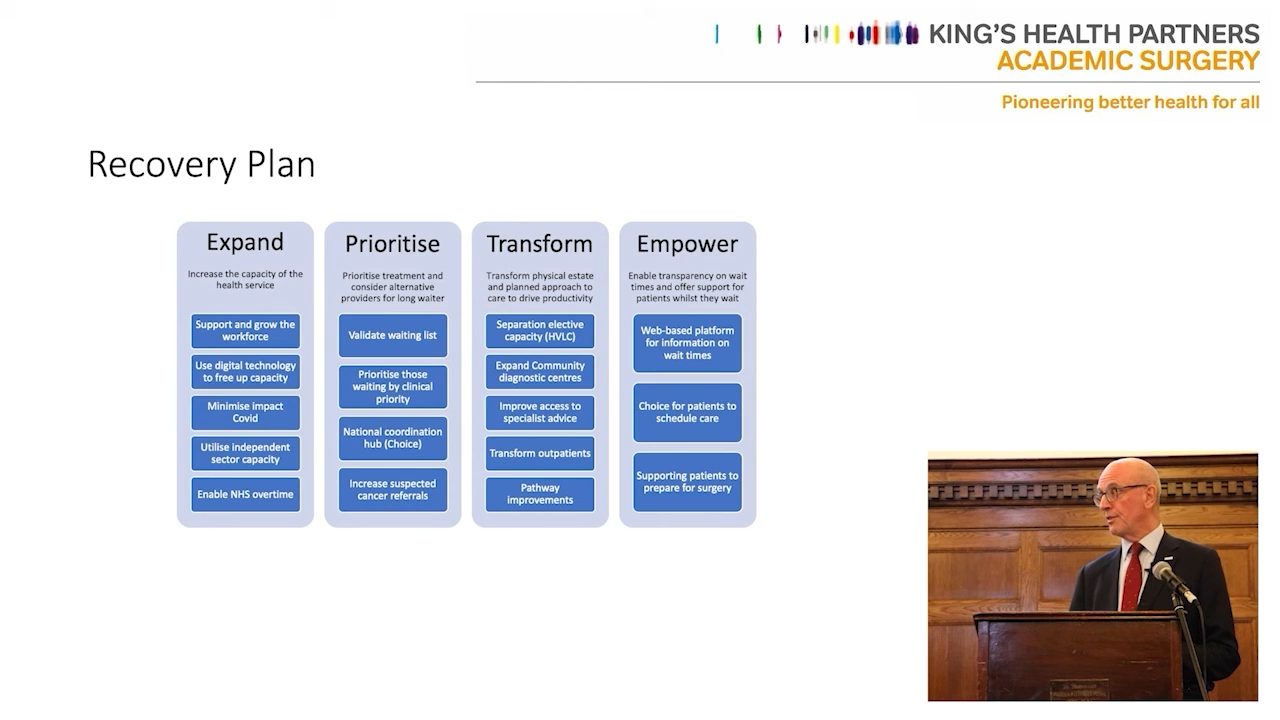 KING'S HEALTH PARTNERS
ACADEMIC SURGERY
Pioneering better health for all
Recovery Plan
Expand
Increase the capacity of the
health service
Support and grow the
workforce
Use digital technology
to free up capacity
Minimise impact
Covid
Utilise independent
sector capacity
Enable NHS overtime
Prioritise
Prioritise treatment and
consider alternative
providers for long waiter
Validate waiting list
Prioritise those
waiting by clinical
priority
National coordination
hub (Choice)
Increase suspected
cancer referrals
Transform
Transform physical estate
and planned approach to
care to drive productivity
Separation elective
capacity (HVLC)
Expand Community
diagnostic centres
Improve access to
specialist advice
Transform outpatients
Pathway
improvements
Empower
Enable transparency on wait
times and offer support for
patients whilst they wait
Web-based platform
for information on
wait times
Choice for patients to
schedule care
Supporting patients to
prepare for surgery